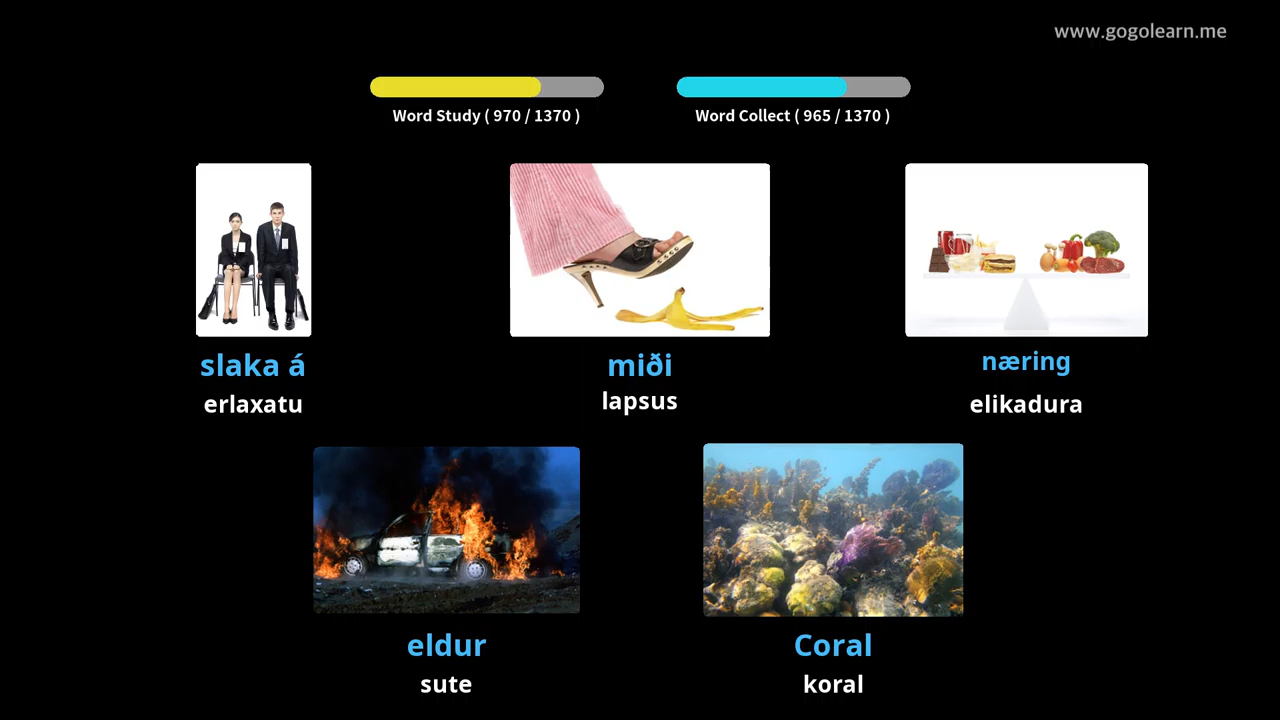 www.gogolearn.me
Word Study ( 970 / 1370 )
Word Collect ( 965 / 1370 )
slaka á
erlaxatu
miði
lapsus
næring
elikadura
eldur
sute
Coral
koral